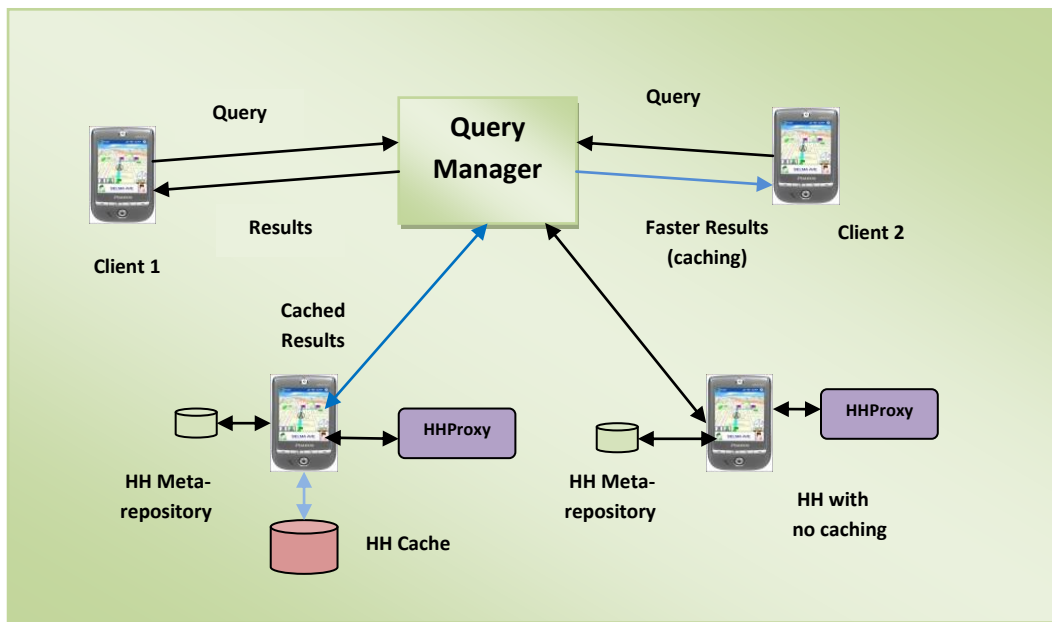 Query
Query
Query
Manager
Results
Faster Results
(caching)
Client 1
Client 2
Cached
Results
HHProxy
HHProxy
HH Meta-
repository
HH Meta-
repository
HH with
no caching
HH Cache